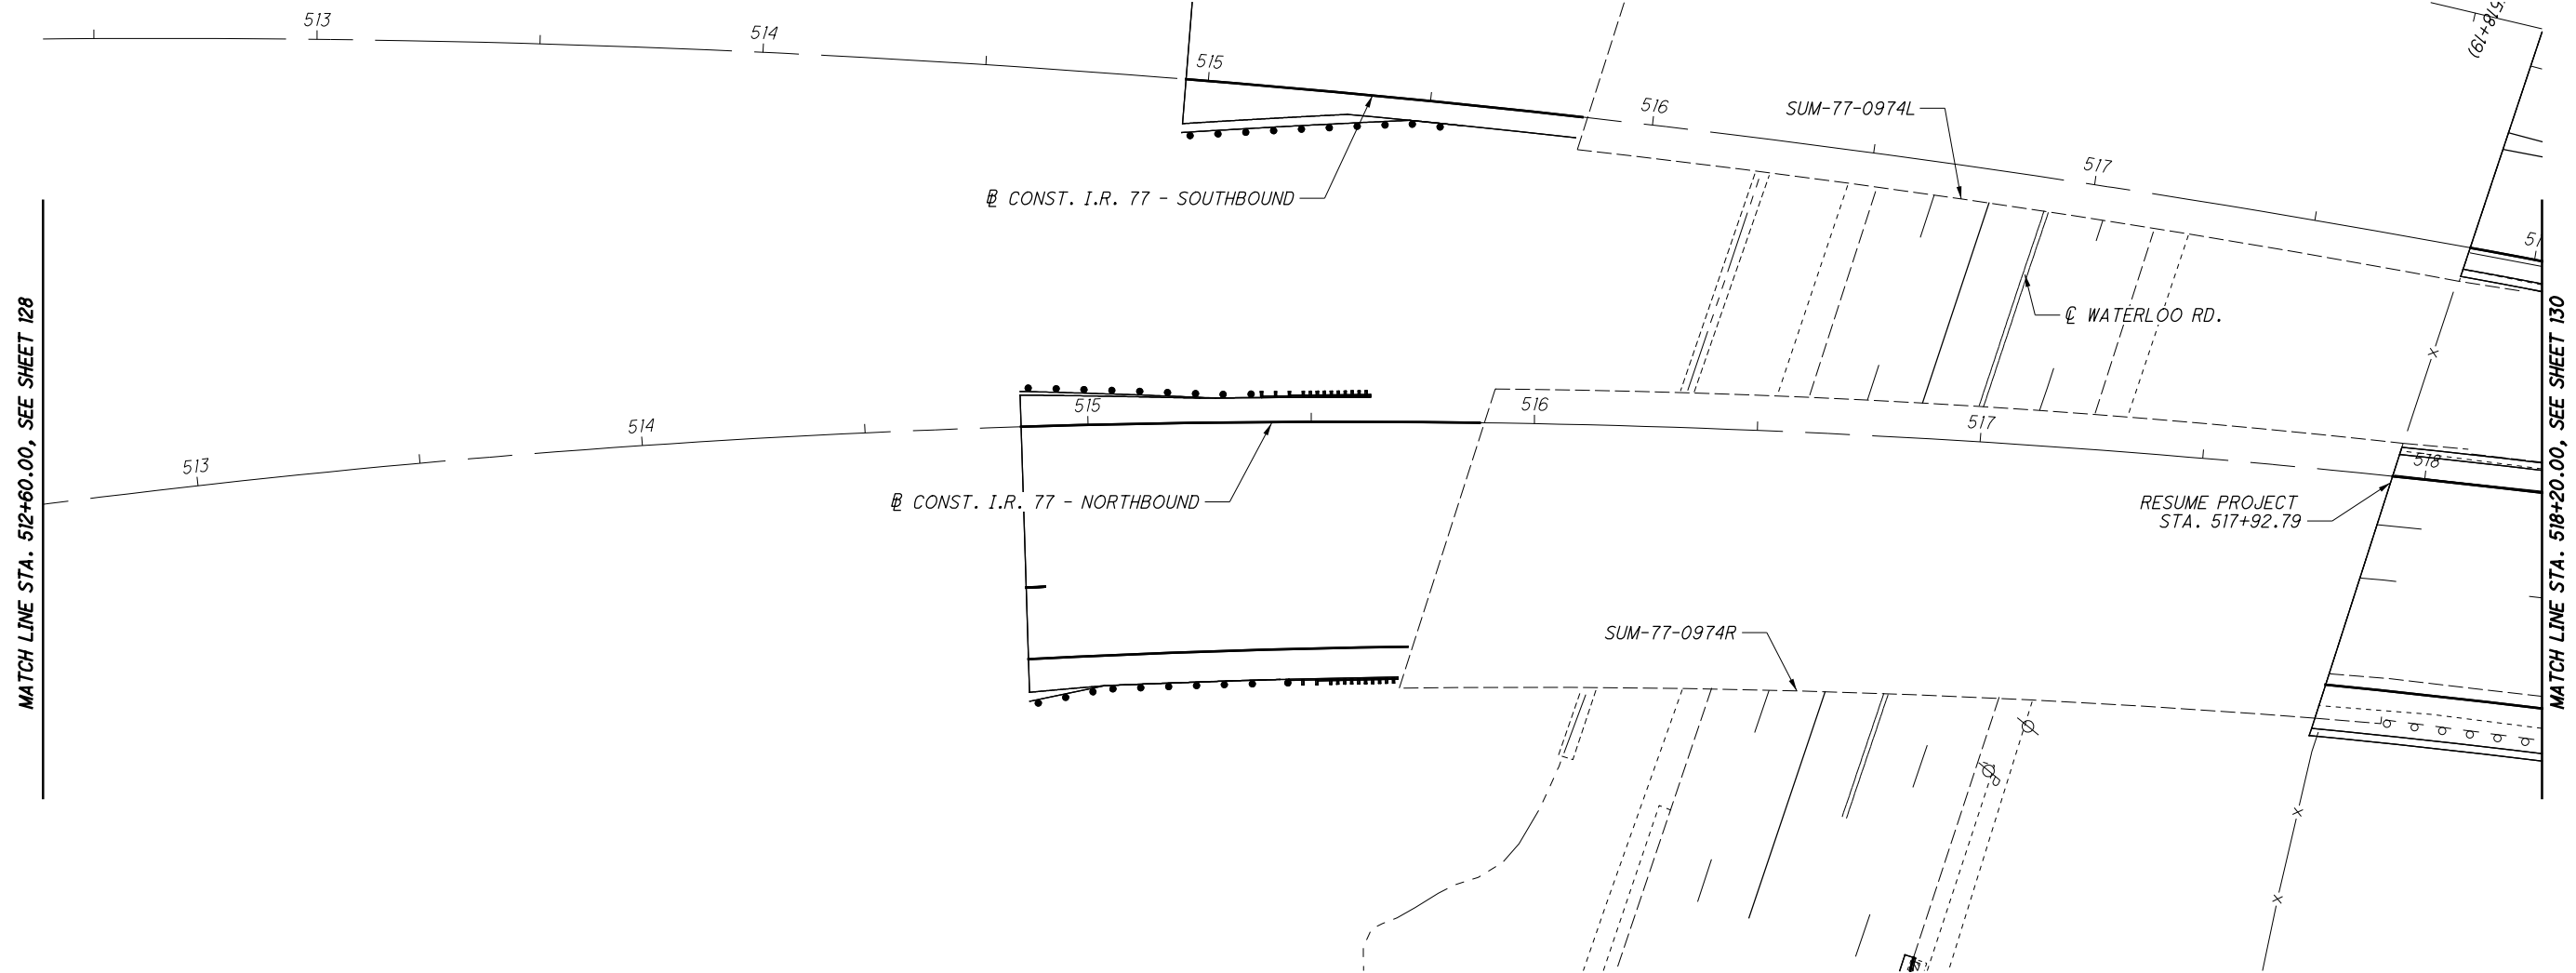 513
514
515
516
517
518+19)
SUM-77-0974L
℄ CONST. I.R. 77 - SOUTHBOUND
℄ WATERLOO RD.
MATCH LINE STA. 512+60.00, SEE SHEET 128
MATCH LINE STA. 518+20.00, SEE SHEET 130
513
514
515
516
517
518
℄ CONST. I.R. 77 - NORTHBOUND
RESUME PROJECT
STA. 517+92.79
SUM-77-0974R